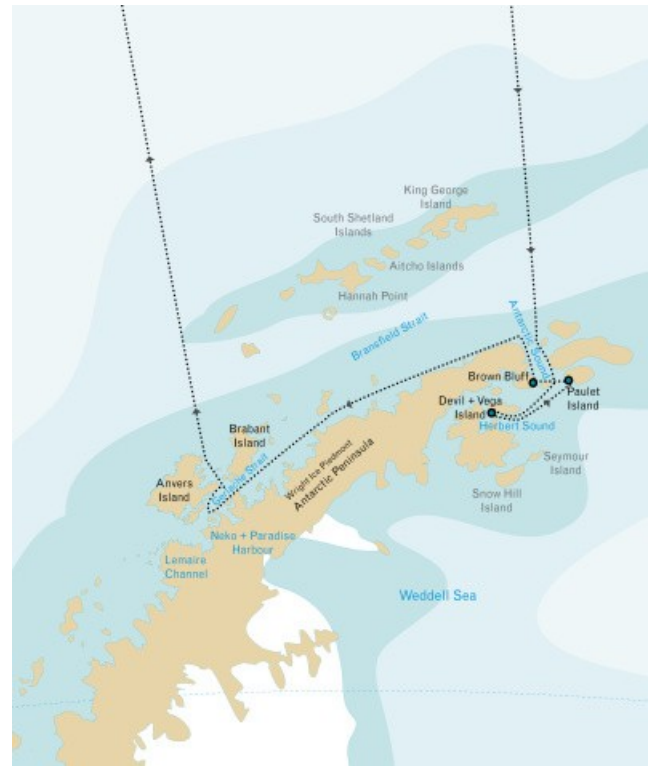 King George
Island
South Shetland
Islands
Aitcho Islands
Hannah Point
Bransfield Strait
Antarctic Sound
Brown Bluff
Paulet
Island
Devil + Vega
Island
Herbert Sound
Seymour
Island
Snow Hill
Island
Brabant
Island
Wright Ice Piedmont
Antarctic Peninsula
Anvers
Island
Strait
Neko + Paradise
Harbour
Lemaire
Channel
Weddell Sea